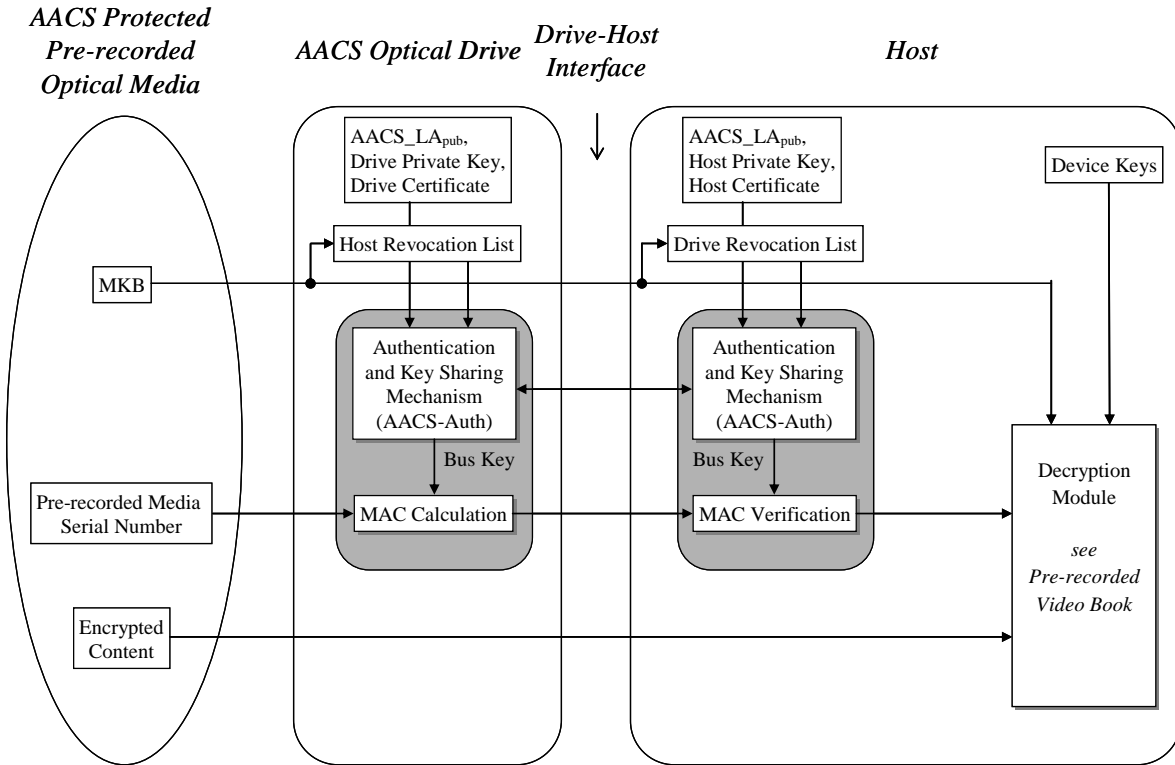 AACS Protected
Pre-recorded
Optical Media
AACS Optical Drive
Drive-Host
Interface
Host
AACS_LApub,
Drive Private Key,
Drive Certificate
AACS_LApub,
Host Private Key,
Host Certificate
Device Keys
Host Revocation List
Drive Revocation List
MKB
Authentication
and Key Sharing
Mechanism
(AACS-Auth)
Authentication
and Key Sharing
Mechanism
(AACS-Auth)
Bus Key
Bus Key
Pre-recorded Media
Serial Number
MAC Calculation
MAC Verification
Decryption
Module
see
Pre-recorded
Video Book
Encrypted
Content